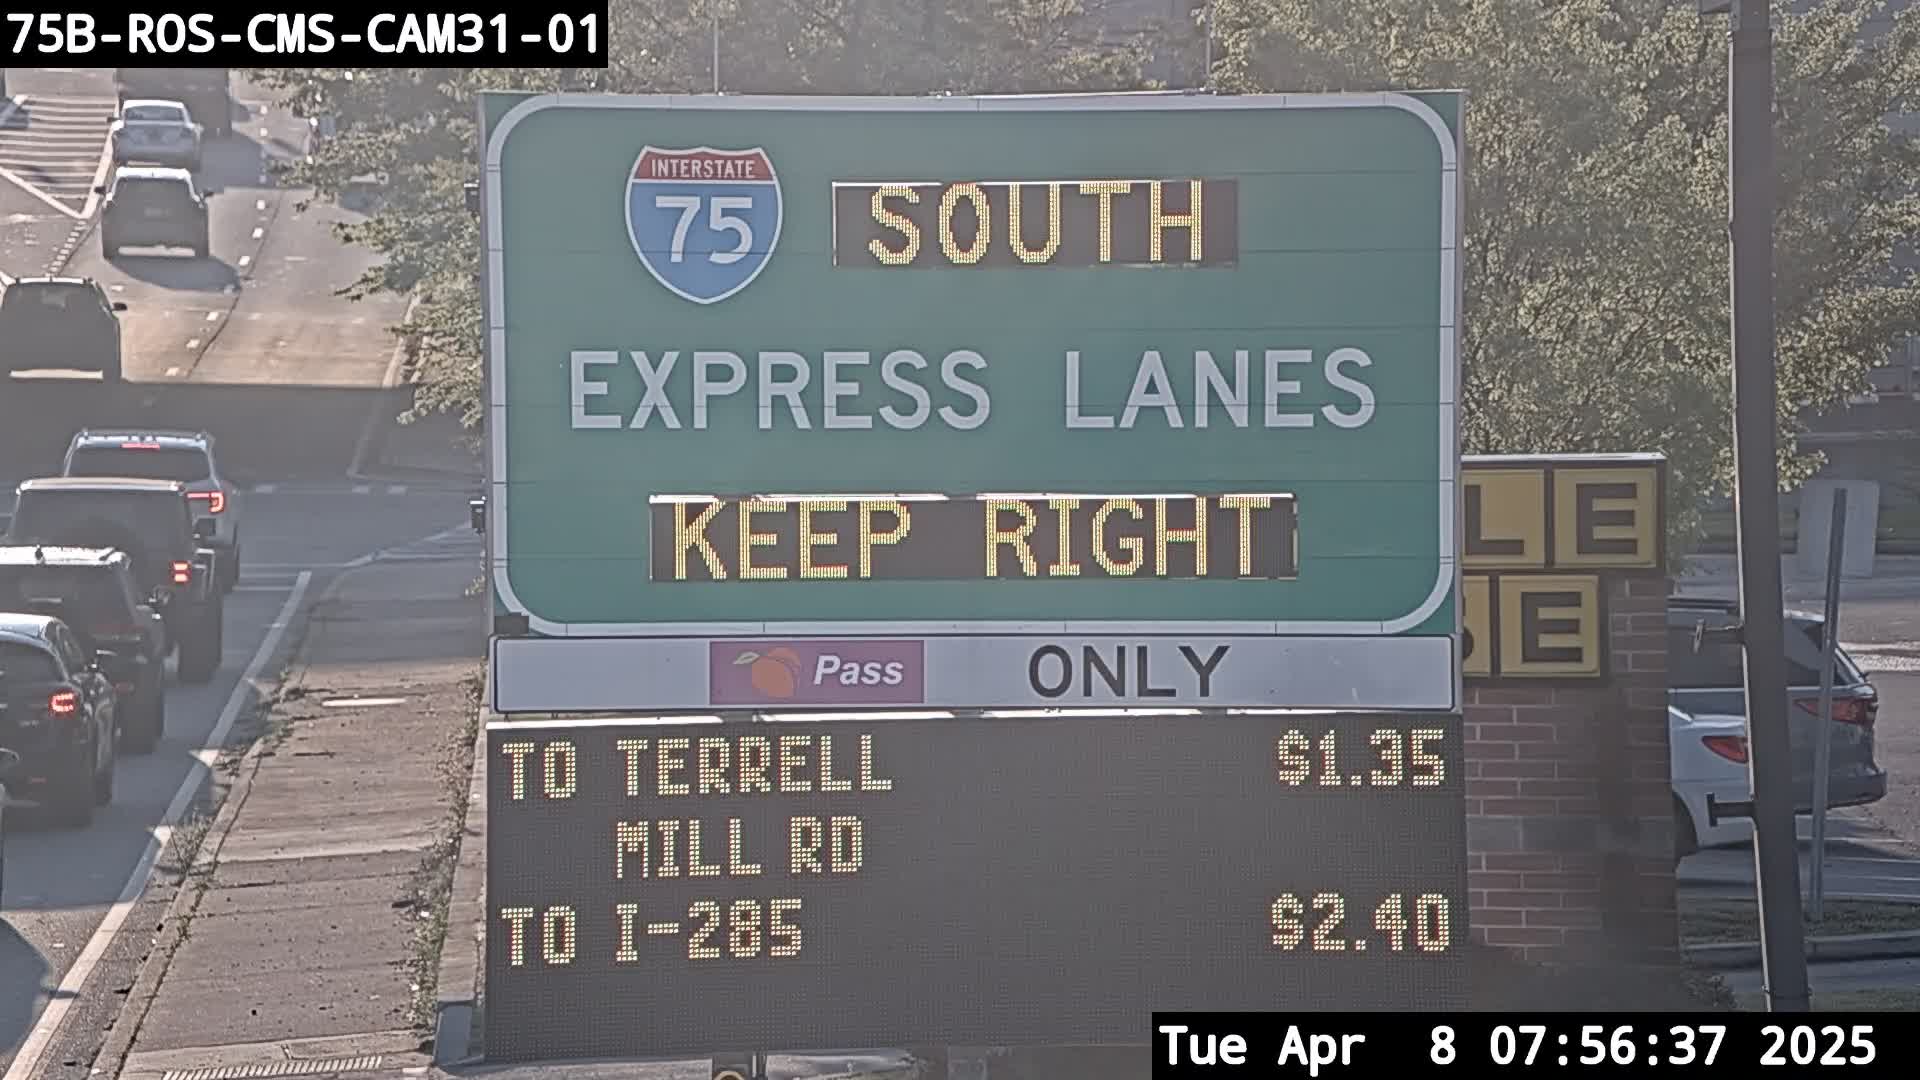 75B-ROS-CMS-CAM31-01
INTERSTATE
75
SOUTH
EXPRESS LANES
KEEP RIGHT
Pass ONLY
TO TERRELL $1.35
MILL RD
TO I-285 $2.40
Tue Apr 8 07:56:37 2025